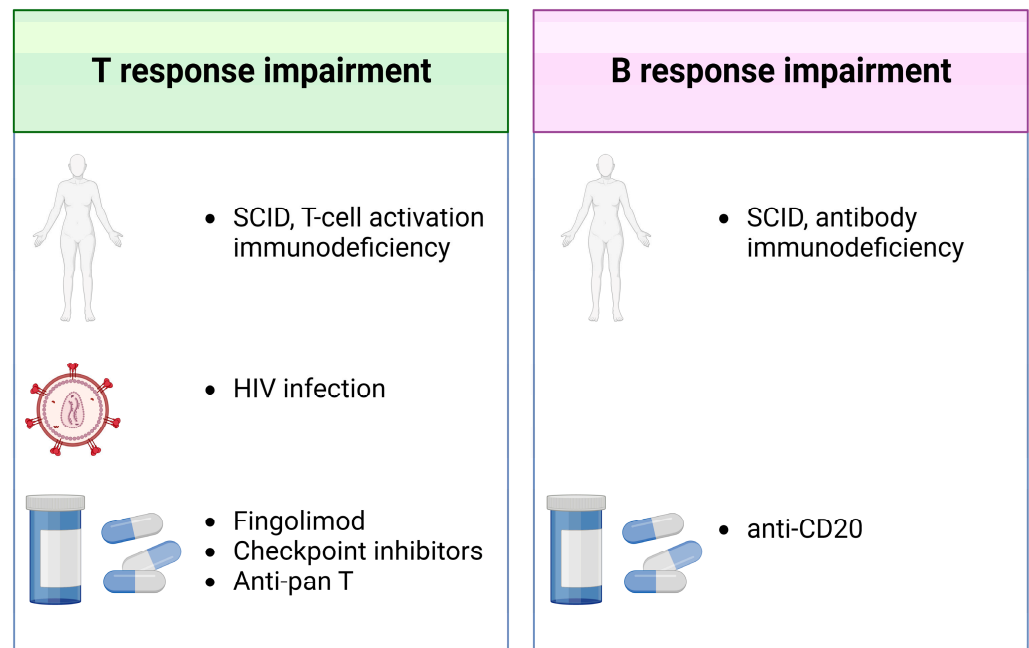 T response impairment
• SCID, T-cell activation
immunodeficiency
• HIV infection
• Fingolimod
• Checkpoint inhibitors
• Anti-pan T
B response impairment
• SCID, antibody
immunodeficiency
• anti-CD20